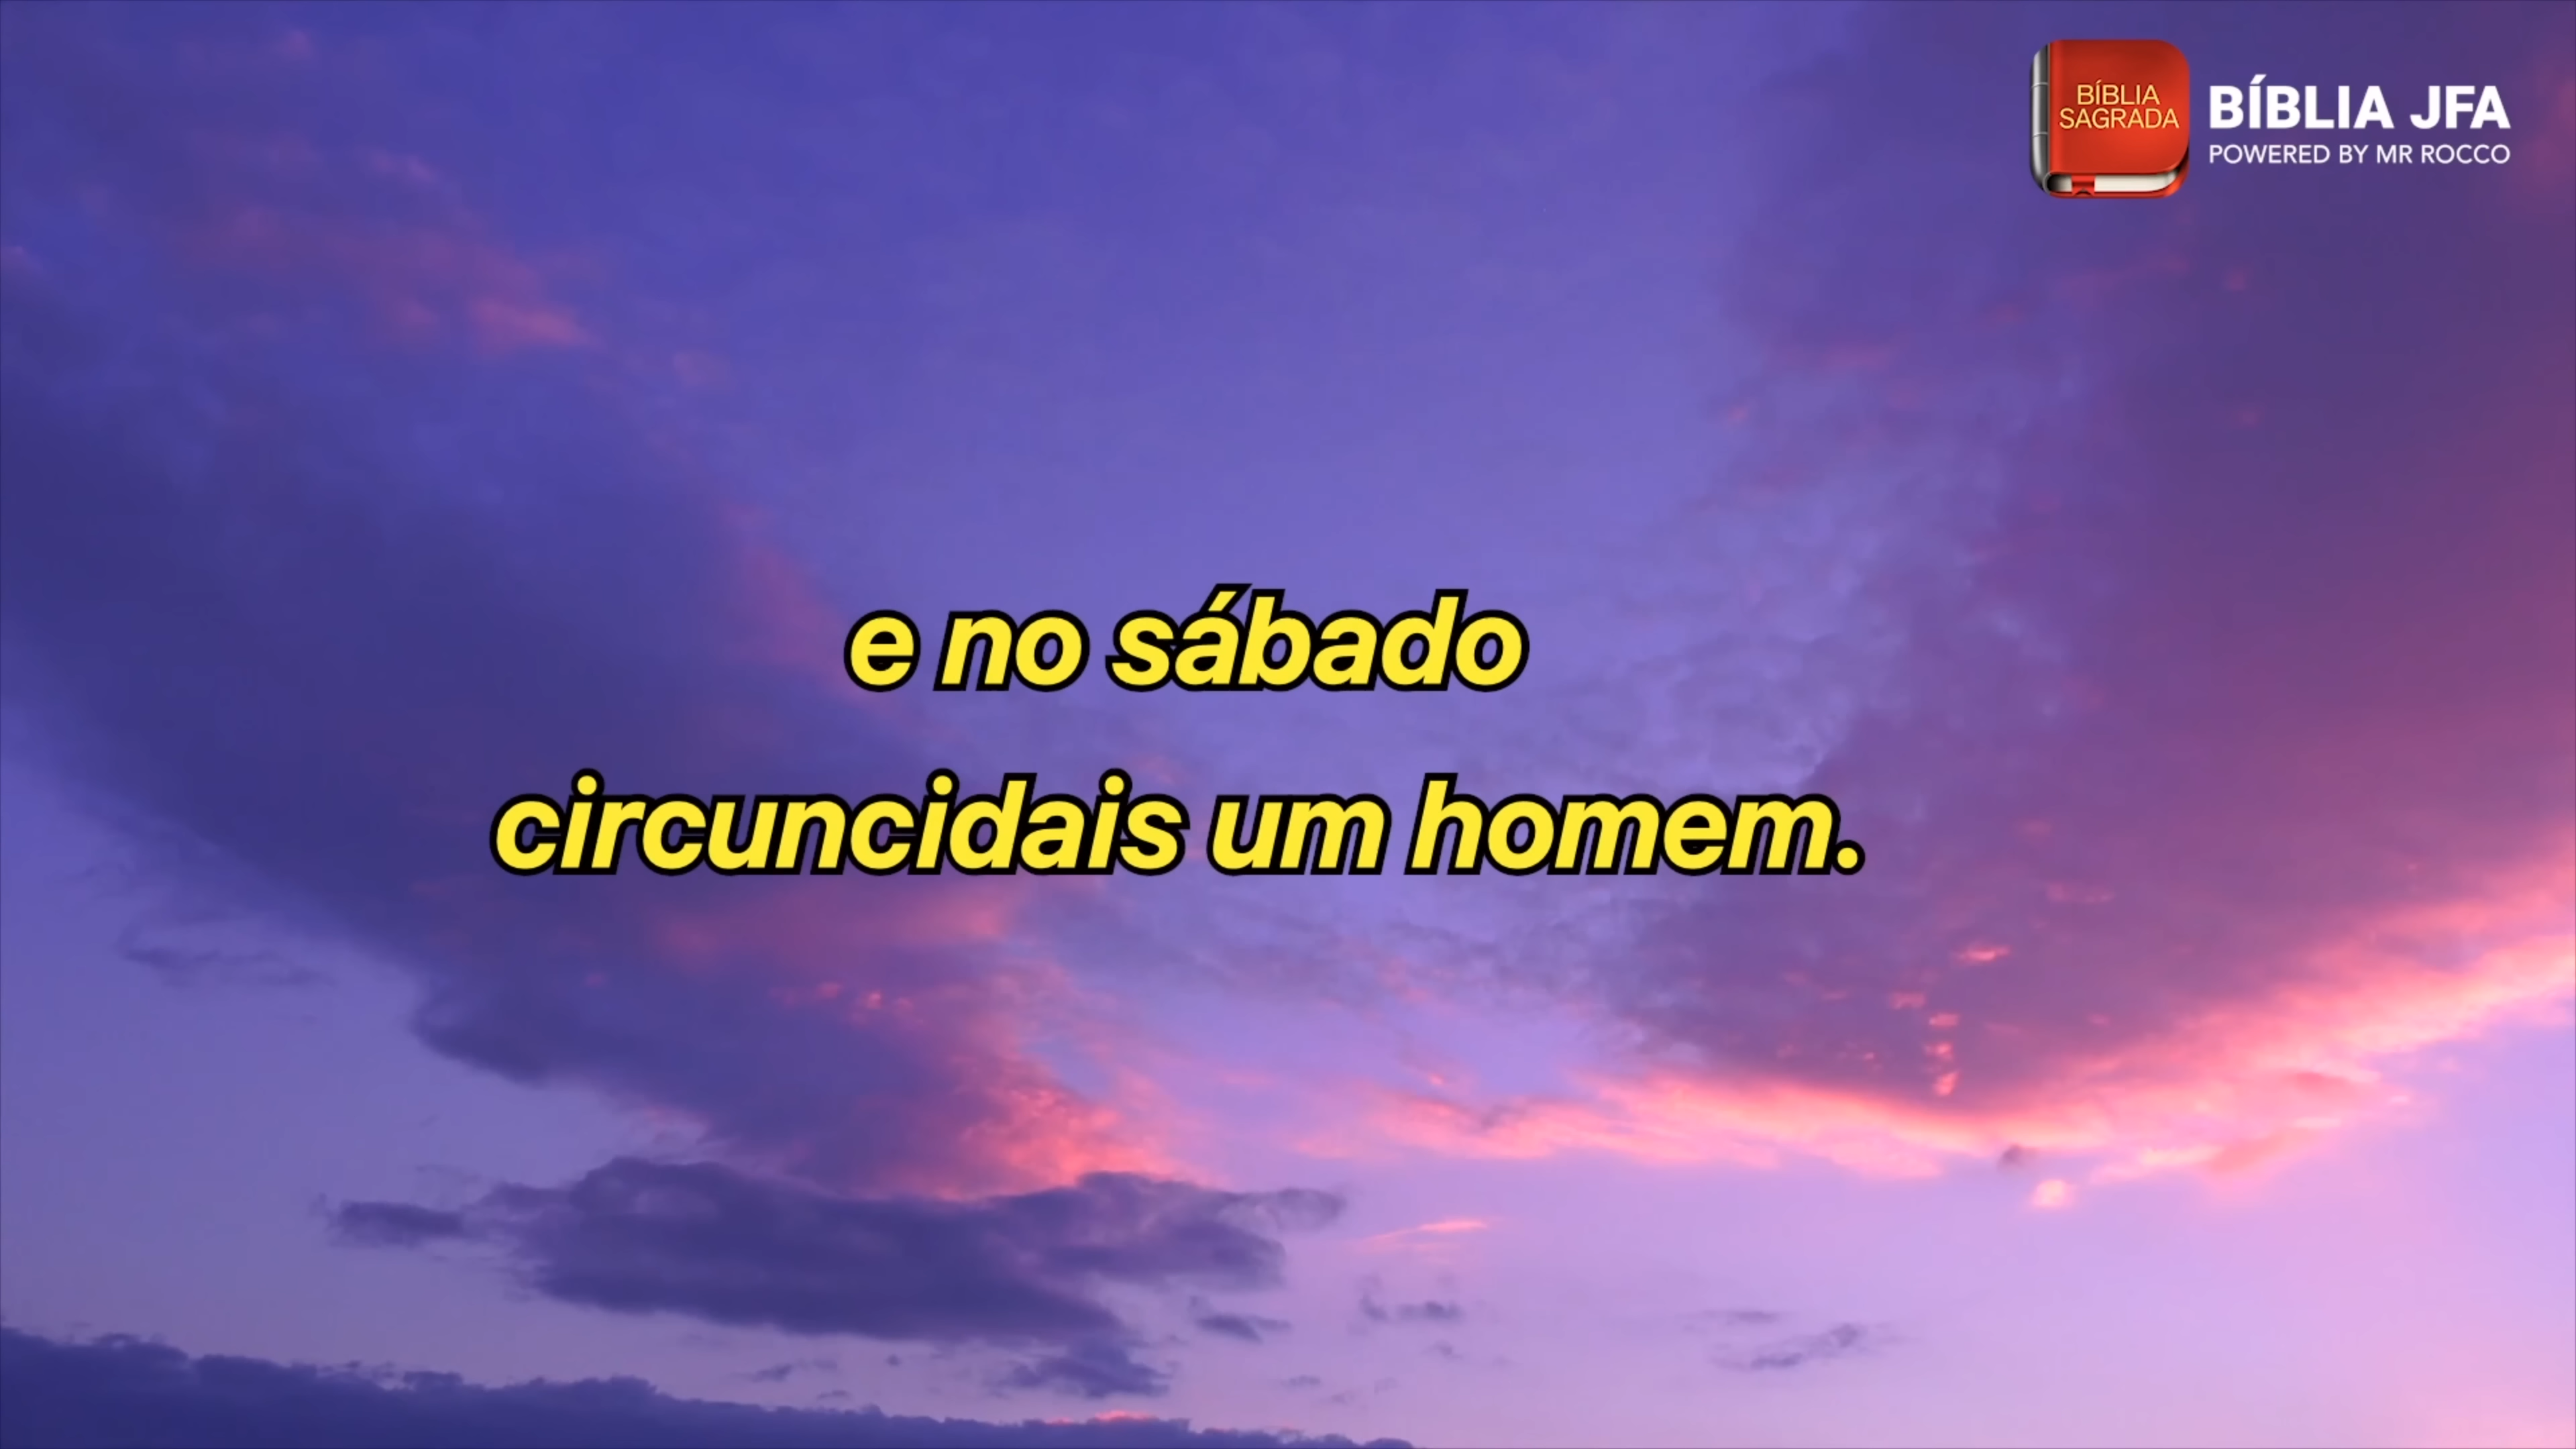 BÍBLIA
SAGRADA
BÍBLIA JFA
POWERED BY MR ROCCO
e no sábado
circuncidais um homem.